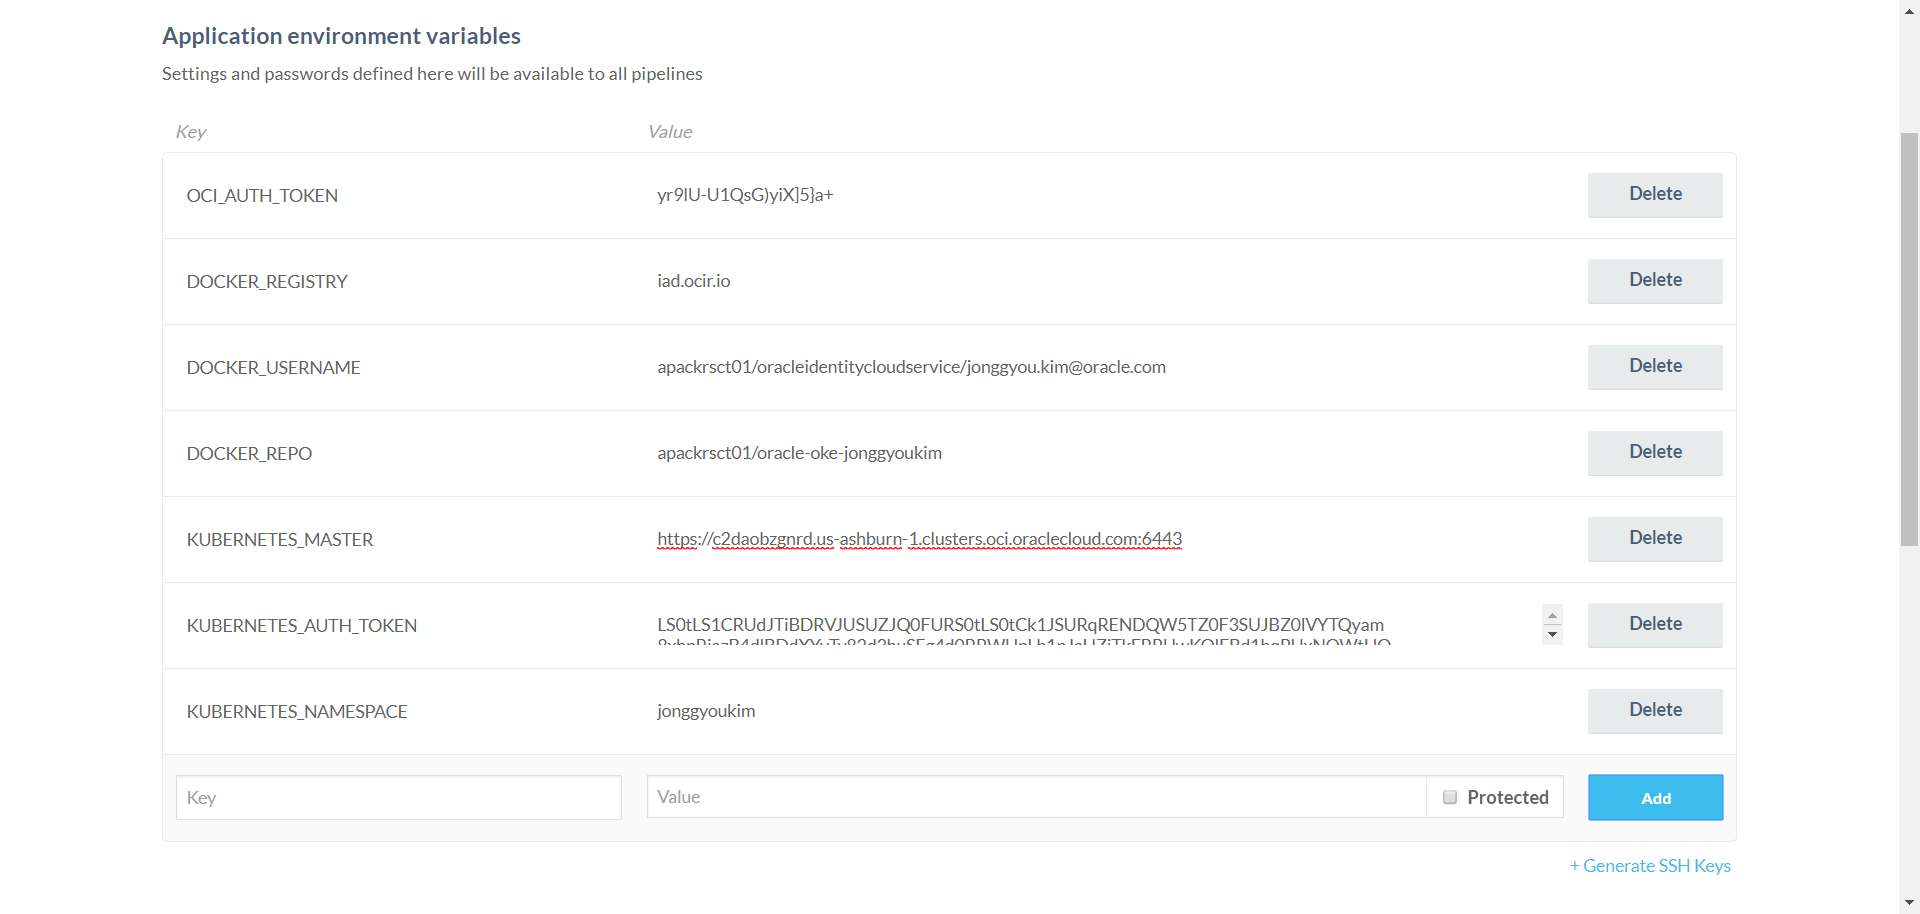 Application environment variables
Settings and passwords defined here will be available to all pipelines
Key Value
OCI_AUTH_TOKEN yr9lU-U1QsG)yiX]5}a+ Delete
DOCKER_REGISTRY iad.ocir.io Delete
DOCKER_USERNAME apackrsct01/oracleidentitycloudservice/jonggyou.kim@oracle.com Delete
DOCKER_REPO apackrsct01/oracle-oke-jonggyoukim Delete
KUBERNETES_MASTER https://c2daobzgnrd.us-ashburn-1.clusters.oci.oraclecloud.com:6443 Delete
KUBERNETES_AUTH_TOKEN LS0tLS1CRUdJTiBDRVJUSUZJQ0FURS0tLS0tCk1JSURqRENDQW5TZ0F3SUJBZ0lVYTQyam Delete
KUBERNETES_NAMESPACE jonggyoukim Delete
Key Value Protected Add
+ Generate SSH Keys